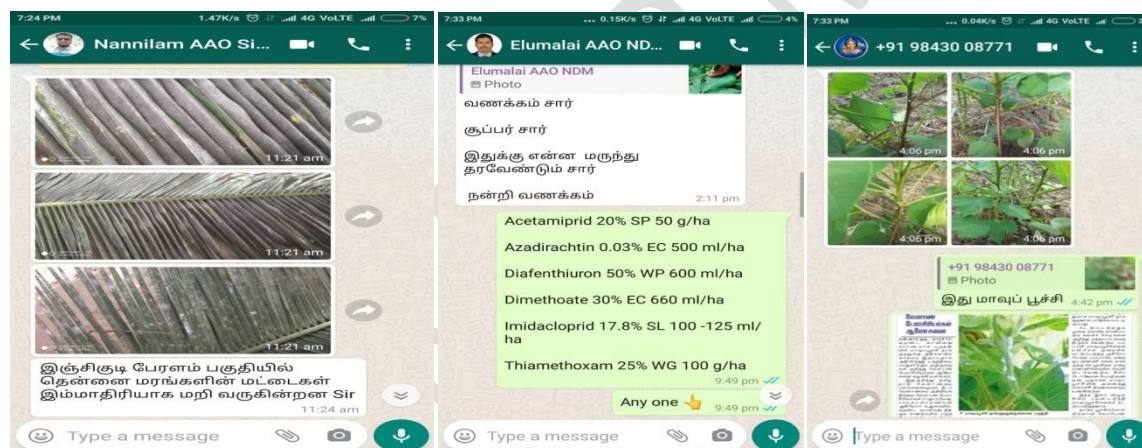 7:24 PM
1.47K/s 4G VoLTE 7%
Nannilam AAO Si...
11:21 am
11:21 am
11:21 am
இஞ்சிகுடி பேரளம் பகுதியில்
தென்னை மரங்களின் மட்டைகள்
இம்மாதிரியாக மறி வருகின்றன Sir
11:24 am
Type a message
7:33 PM
... 0.15K/s 4G VoLTE 4%
Elumalai AAO ND...
Elumalai AAO NDM
Photo
வணக்கம் சார்
சூப்பர் சார்
இதுக்கு என்ன மருந்து
தரவேண்டும் சார்
நன்றி வணக்கம்
2:11 pm
Acetamiprid 20% SP 50 g/ha
Azadirachtin 0.03% EC 500 ml/ha
Diafenthiuron 50% WP 600 ml/ha
Dimethoate 30% EC 660 ml/ha
Imidacloprid 17.8% SL 100 -125 ml/
ha
Thiamethoxam 25% WG 100 g/ha
9:49 pm
Any one 👆 9:49 pm
Type a message
7:33 PM
... 0.04K/s 4G VoLTE
+91 98430 08771
4:06 pm
4:06 pm
4:06 pm
4:06 pm
+91 98430 08771
Photo
இது மாவுப் பூச்சி 4:42 pm
வேளாண்
ஆலோசனை
Type a message